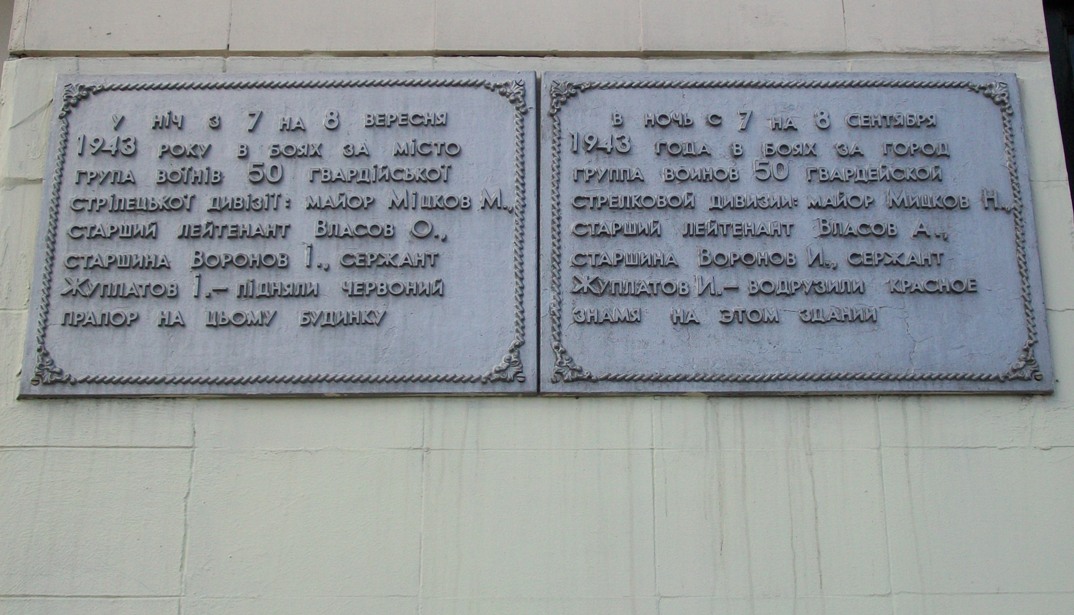 У ніч з 7 на 8 вересня
1943 року в боях за місто
група воїнів 50 гвардійської
стрілецької дивізії: майор Міцков М.,
старший лейтенант Власов О.,
старшина Воронов І., сержант
Жуплатов І.– підняли червоний
прапор на цьому будинку
В ночь с 7 на 8 сентября
1943 года в боях за город
группа воинов 50 гвардейской
стрелковой дивизии: майор Мицков Н.,
старший лейтенант Власов А.,
старшина Воронов И., сержант
Жуплатов И.– водрузили красное
знамя на этом здании